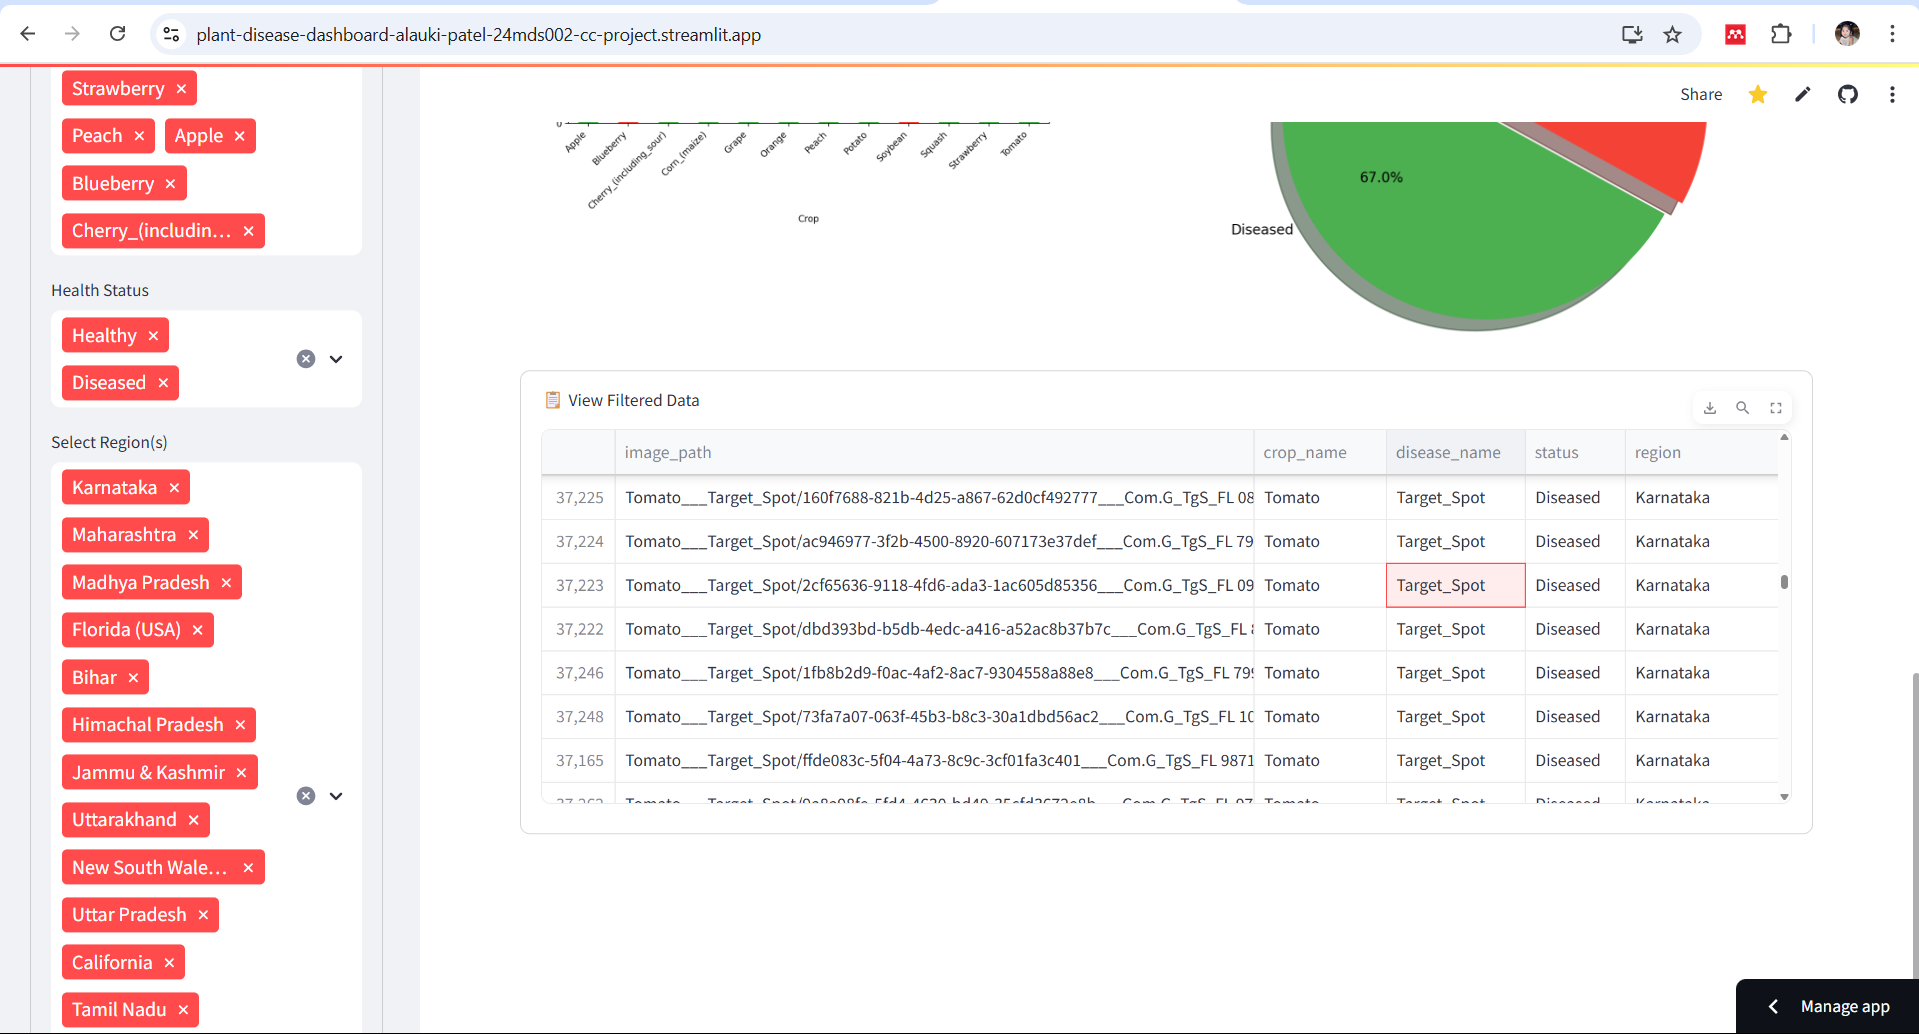 plant-disease-dashboard-alauki-patel-24mds002-cc-project.streamlit.app
Share
Strawberry ×
Peach × Apple ×
Blueberry ×
Cherry_(includin... ×
Health Status
Healthy ×
Diseased ×
Select Region(s)
Karnataka ×
Maharashtra ×
Madhya Pradesh ×
Florida (USA) ×
Bihar ×
Himachal Pradesh ×
Jammu & Kashmir ×
Uttarakhand ×
New South Wale... ×
Uttar Pradesh ×
California ×
Tamil Nadu ×
0
Apple
Blueberry
Cherry_(including_sour)
Corn_(maize)
Grape
Orange
Peach
Potato
Soybean
Squash
Strawberry
Tomato
Crop
67.0%
Diseased
View Filtered Data
image_path crop_name disease_name status region
37,225 Tomato___Target_Spot/160f7688-821b-4d25-a867-62d0cf492777___Com.G_TgS_FL 08 Tomato Target_Spot Diseased Karnataka
37,224 Tomato___Target_Spot/ac946977-3f2b-4500-8920-607173e37def___Com.G_TgS_FL 79 Tomato Target_Spot Diseased Karnataka
37,223 Tomato___Target_Spot/2cf65636-9118-4fd6-ada3-1ac605d85356___Com.G_TgS_FL 09 Tomato Target_Spot Diseased Karnataka
37,222 Tomato___Target_Spot/dbd393bd-b5db-4edc-a416-a52ac8b37b7c___Com.G_TgS_FL Tomato Target_Spot Diseased Karnataka
37,246 Tomato___Target_Spot/1fb8b2d9-f0ac-4af2-8ac7-9304558a88e8___Com.G_TgS_FL 799 Tomato Target_Spot Diseased Karnataka
37,248 Tomato___Target_Spot/73fa7a07-063f-45b3-b8c3-30a1dbd56ac2___Com.G_TgS_FL 10 Tomato Target_Spot Diseased Karnataka
37,165 Tomato___Target_Spot/ffde083c-5f04-4a73-8c9c-3cf01fa3c401___Com.G_TgS_FL 9871 Tomato Target_Spot Diseased Karnataka
Manage app